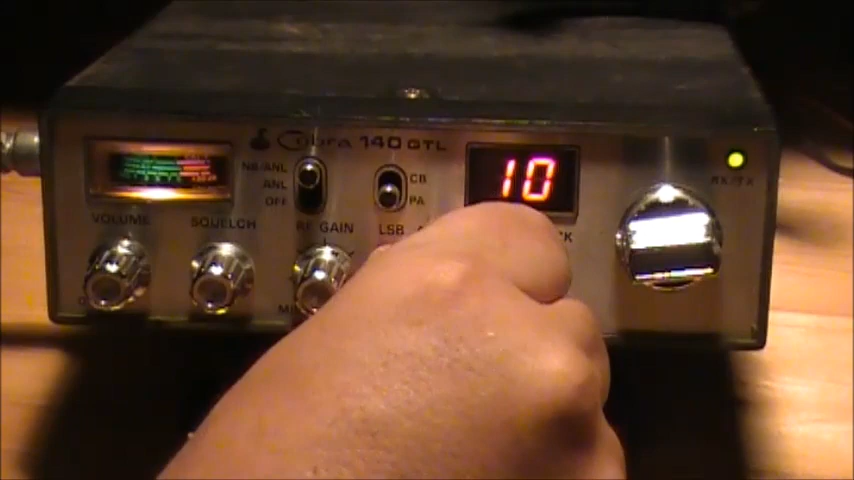 Cobra 140 GTL
NB/ANL
ANL
OFF
CB
PA
10
RX/TX
VOLUME
SQUELCH
RF GAIN
LSB